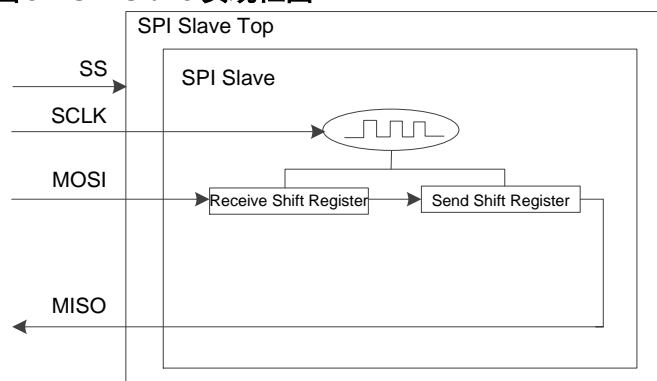 SPI Slave Top
SS
SPI Slave
SCLK
MOSI
Receive Shift Register
Send Shift Register
MISO